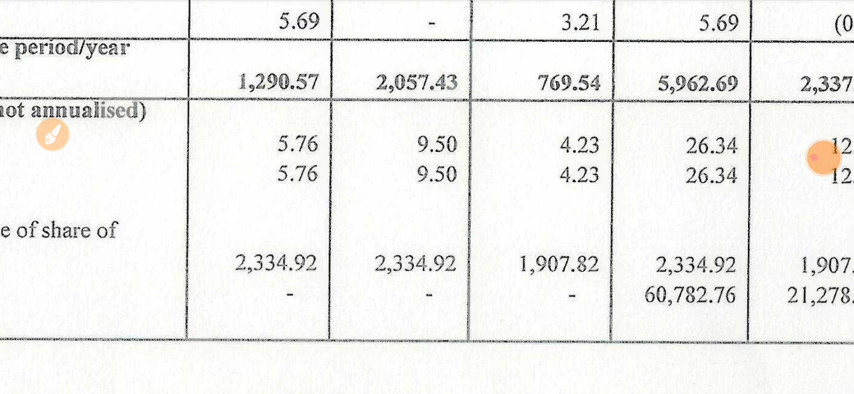 5.69 - 3.21 5.69 (0
e period/year
1,290.57 2,057.43 769.54 5,962.69 2,337
not annualised)
5.76 9.50 4.23 26.34 12.
5.76 9.50 4.23 26.34 12.
e of share of
2,334.92 2,334.92 1,907.82 2,334.92 1,907.
- - - 60,782.76 21,278.